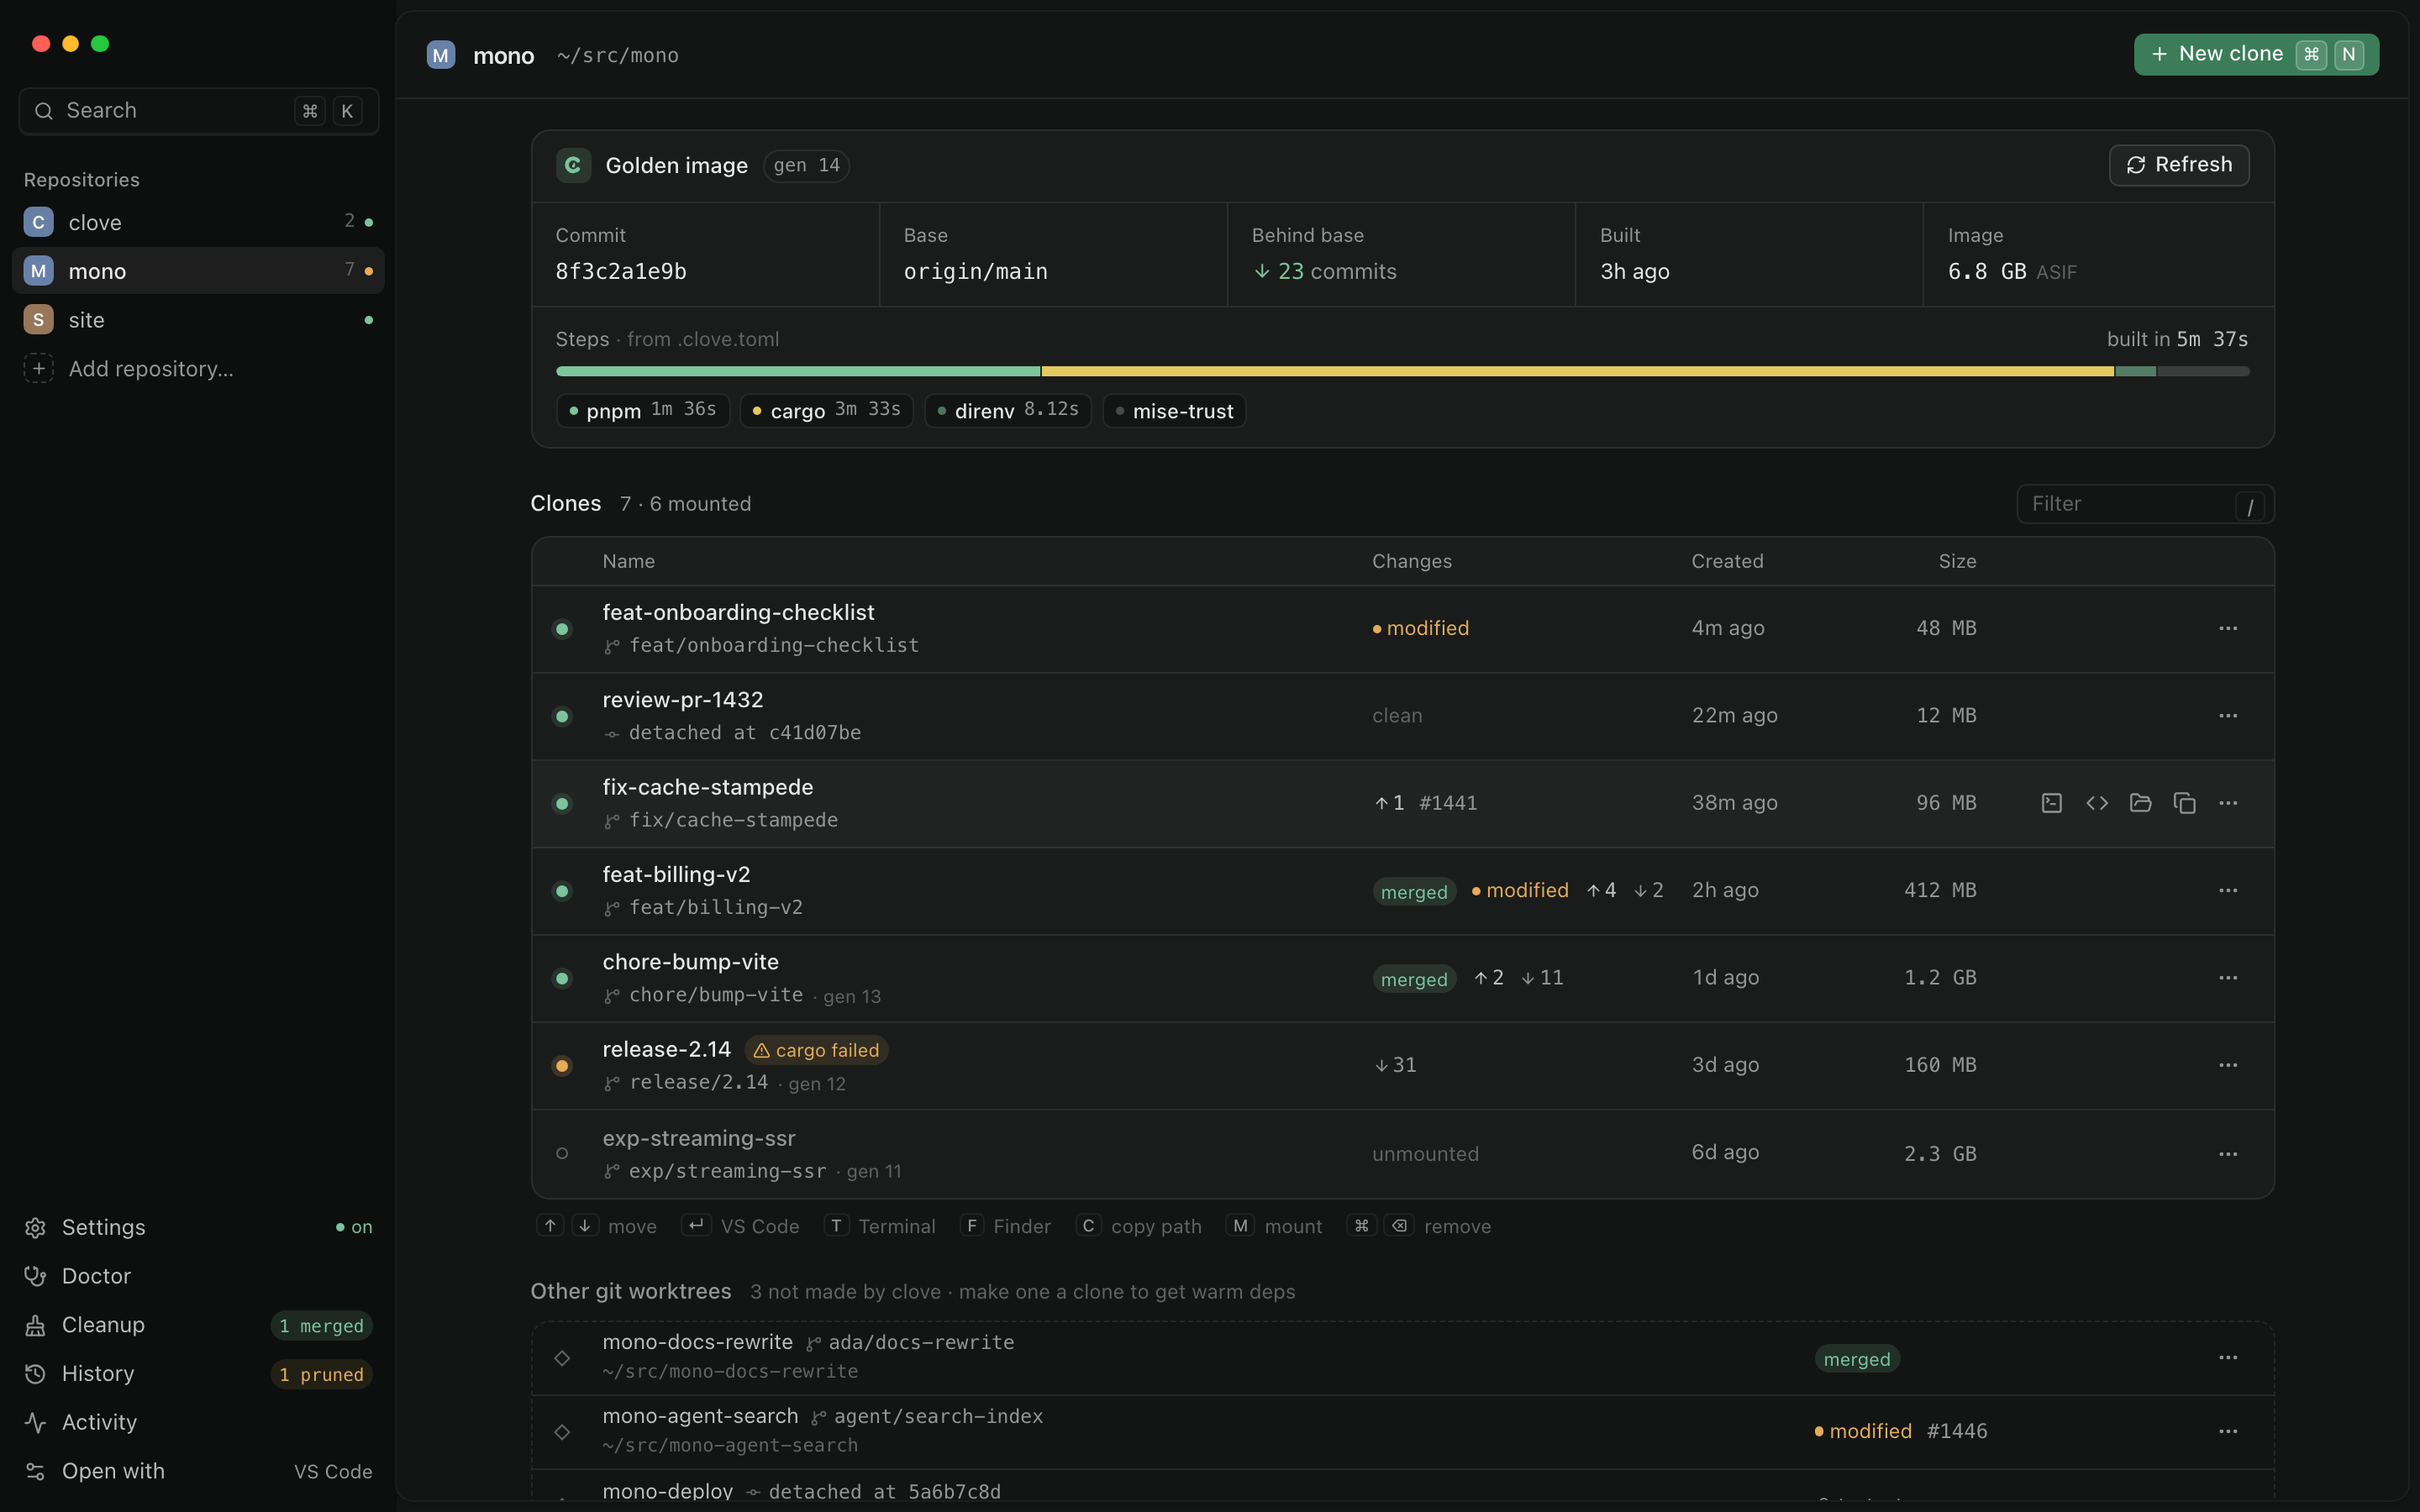 M mono ~/src/mono
+ New clone ⌘ N
Search ⌘ K
Repositories
C clove 2
M mono 7
S site
+ Add repository...
Settings on
Doctor
Cleanup 1 merged
History 1 pruned
Activity
Open with VS Code
Golden image gen 14
Refresh
Commit Base Behind base Built Image
8f3c2a1e9b origin/main ↓ 23 commits 3h ago 6.8 GB ASIF
Steps · from .clove.toml built in 5m 37s
pnpm 1m 36s cargo 3m 33s direnv 8.12s mise-trust
Clones 7 · 6 mounted
Filter /
Name Changes Created Size
feat-onboarding-checklist
feat/onboarding-checklist
modified 4m ago 48 MB
review-pr-1432
detached at c41d07be
clean 22m ago 12 MB
fix-cache-stampede
fix/cache-stampede
↑1 #1441 38m ago 96 MB
feat-billing-v2
feat/billing-v2
merged modified ↑4 ↓2 2h ago 412 MB
chore-bump-vite
chore/bump-vite · gen 13
merged ↑2 ↓11 1d ago 1.2 GB
release-2.14 cargo failed
release/2.14 · gen 12
↓31 3d ago 160 MB
exp-streaming-ssr
exp/streaming-ssr · gen 11
unmounted 6d ago 2.3 GB
↑ ↓ move ↵ VS Code T Terminal F Finder C copy path M mount ⌘ ⌫ remove
Other git worktrees 3 not made by clove · make one a clone to get warm deps
mono-docs-rewrite ada/docs-rewrite
~/src/mono-docs-rewrite
merged
mono-agent-search agent/search-index
~/src/mono-agent-search
modified #1446
mono-deploy detached at 5a6b7c8d